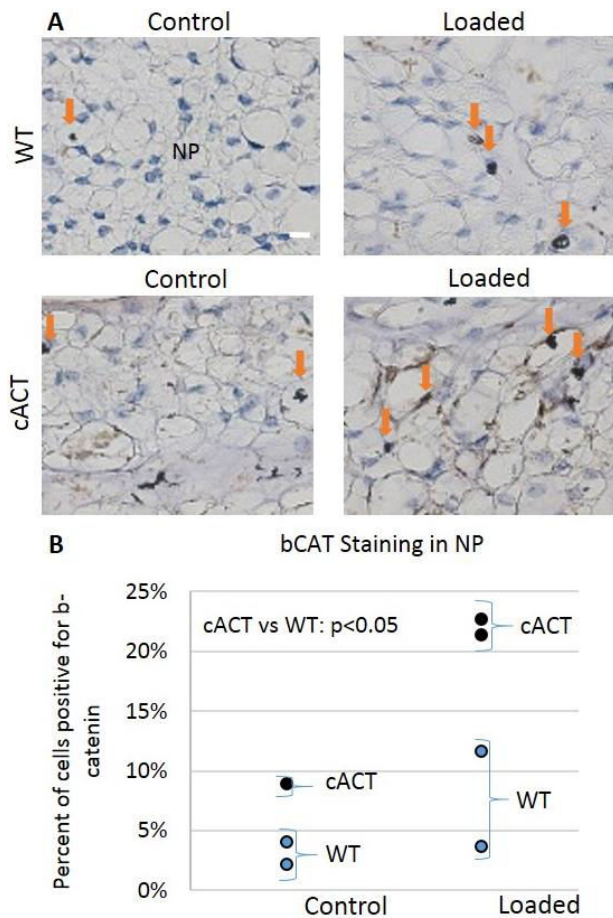 A
Control
Loaded
WT
NP
Control
Loaded
cACT
B
bCAT Staining in NP
Percent of cells positive for b-
catenin
25%
20%
15%
10%
5%
0%
cACT vs WT: p<0.05
cACT
cACT
WT
WT
Control
Loaded